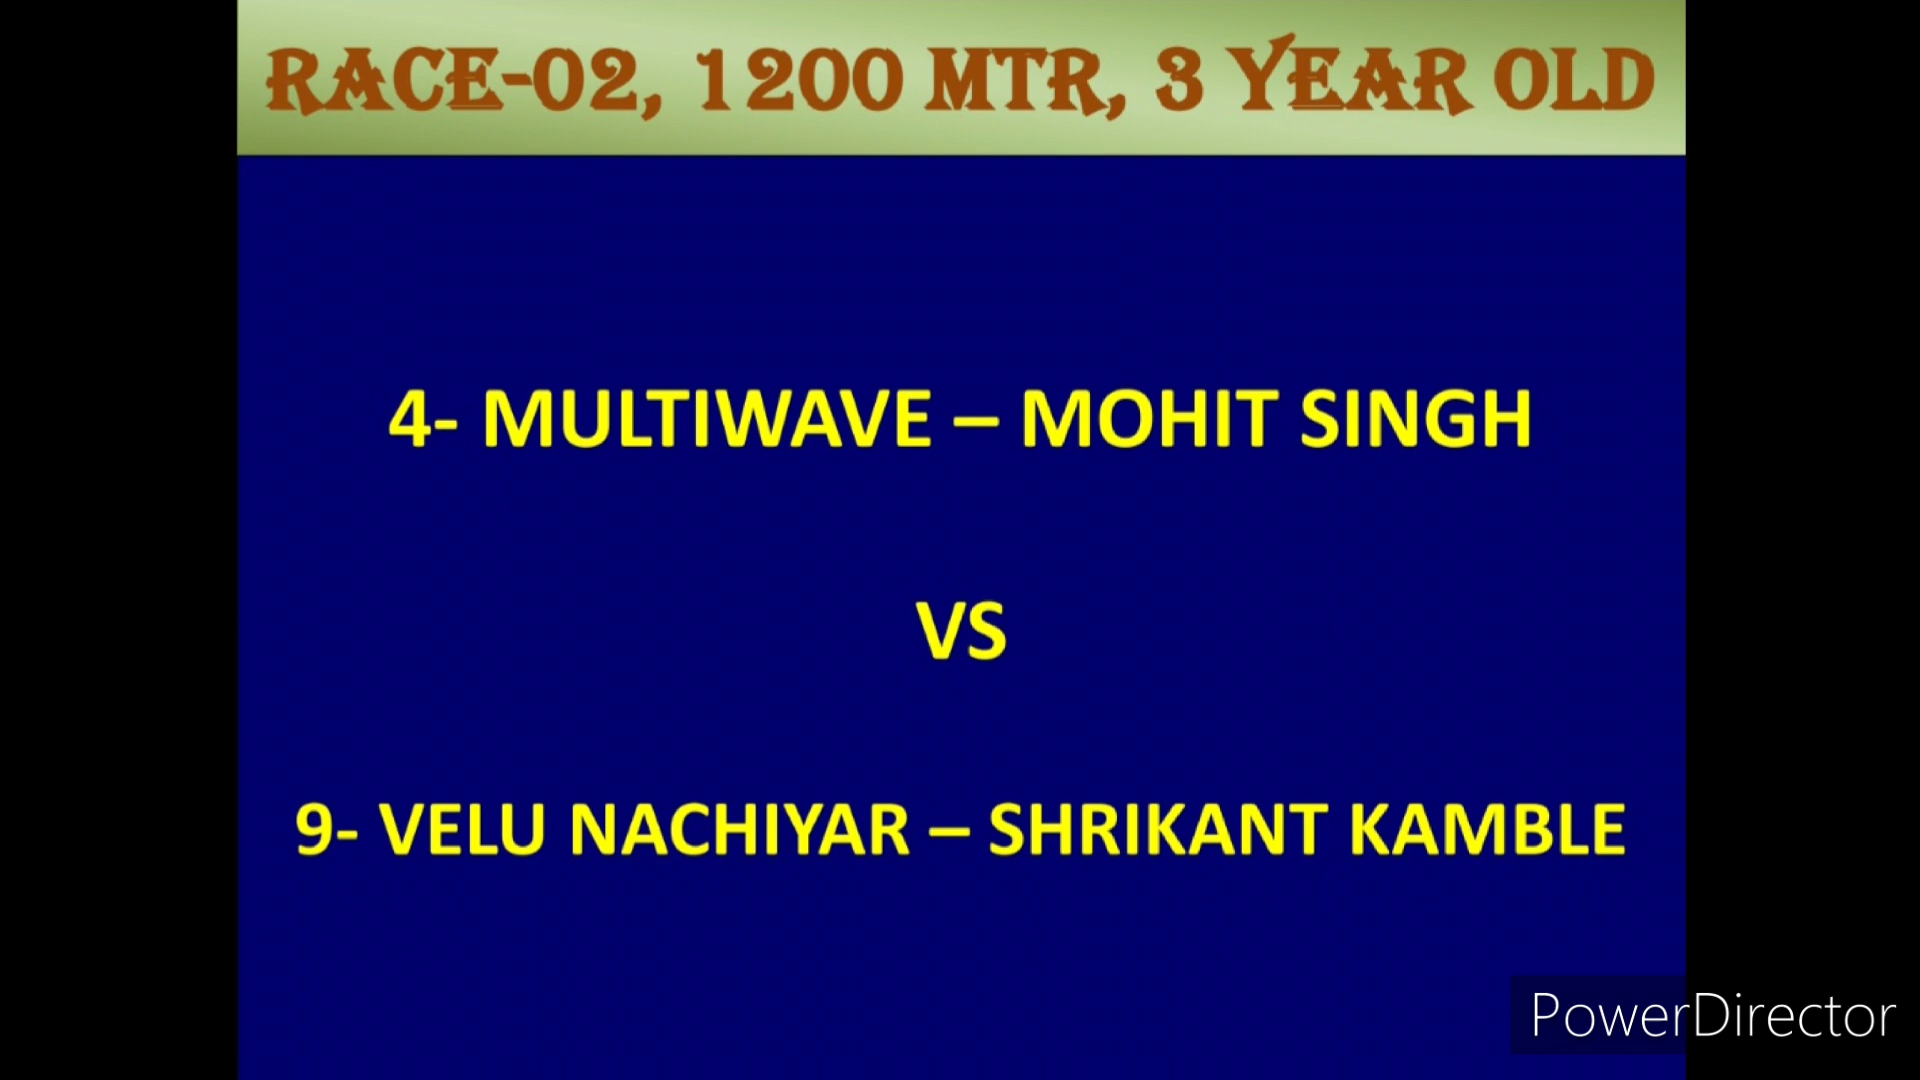 RACE-02, 1200 MTR, 3 YEAR OLD
4- MULTIWAVE – MOHIT SINGH
VS
9- VELU NACHIYAR – SHRIKANT KAMBLE
PowerDirector